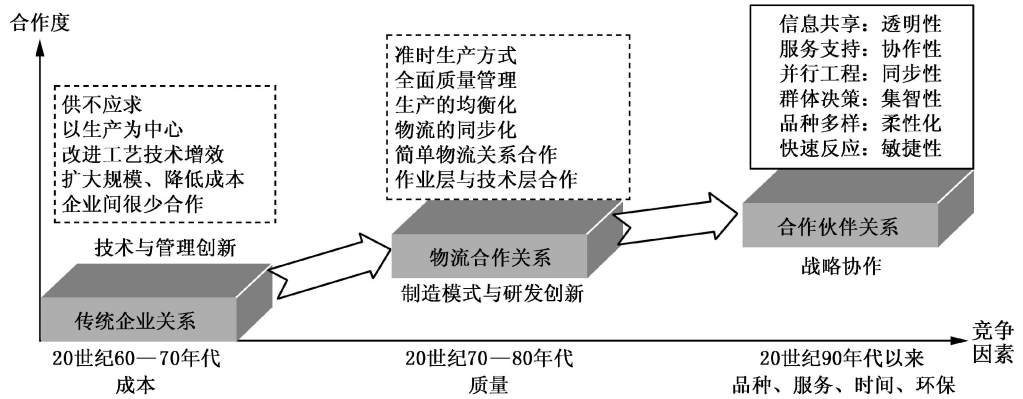 合作度
供不应求
以生产为中心
改进工艺技术增效
扩大规模、降低成本
企业间很少合作
技术与管理创新
传统企业关系
20世纪60—70年代
成本
准时生产方式
全面质量管理
生产的均衡化
物流的同步化
简单物流关系合作
作业层与技术层合作
物流合作关系
制造模式与研发创新
20世纪70—80年代
质量
信息共享：透明性
服务支持：协作性
并行工程：同步性
群体决策：集智性
品种多样：柔性化
快速反应：敏捷性
合作伙伴关系
战略协作
20世纪90年代以来
品种、服务、时间、环保
竞争
因素